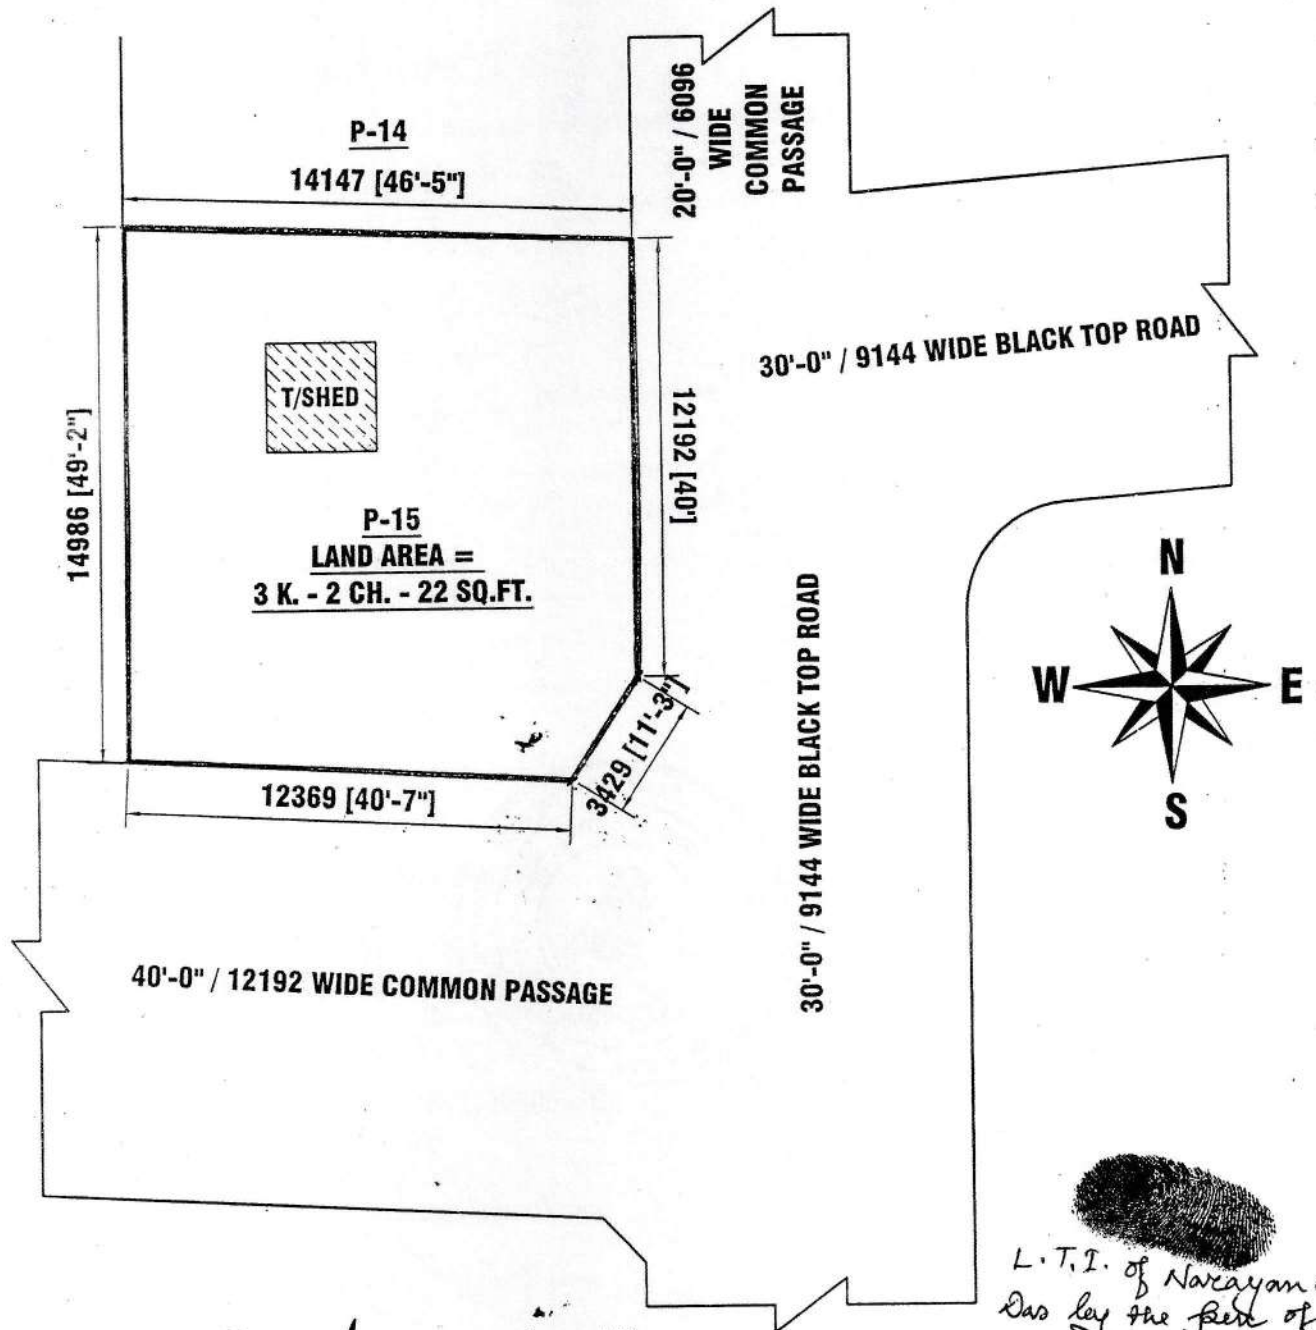 P-14
14147 [46'-5"]
20'-0" / 6096
WIDE
COMMON
PASSAGE
30'-0" / 9144 WIDE BLACK TOP ROAD
14986 [49'-2"]
T/SHED
12192 [40']
P-15
LAND AREA =
3 K. - 2 CH. - 22 SQ.FT.
3429 [11'-3"]
12369 [40'-7"]
30'-0" / 9144 WIDE BLACK TOP ROAD
N
W
E
S
40'-0" / 12192 WIDE COMMON PASSAGE
L.T.I. of Narayan
Das by the pen of